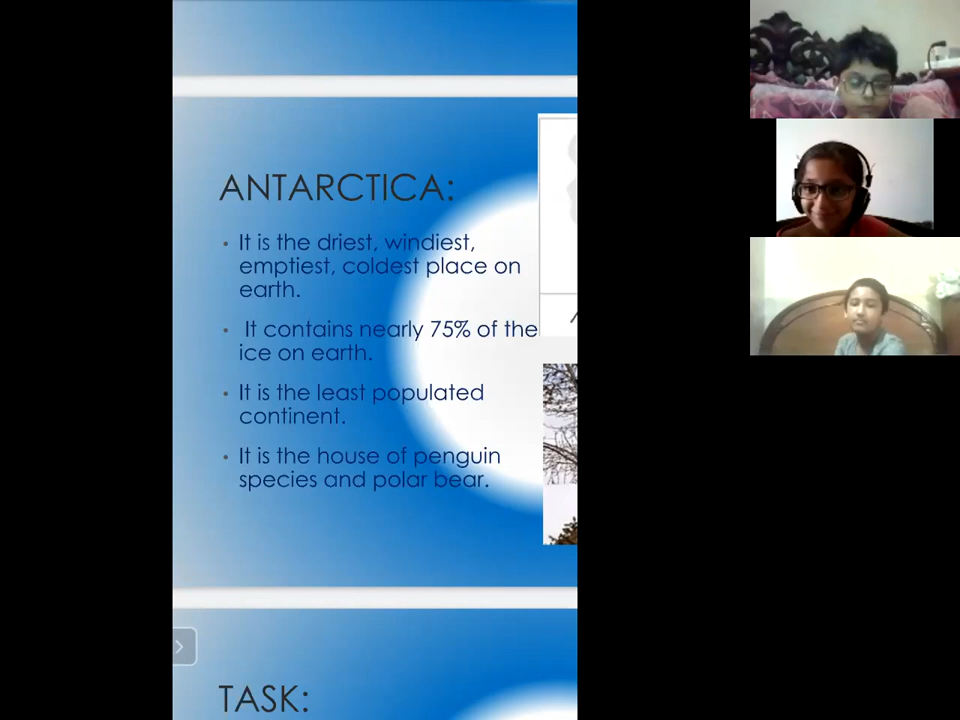 ANTARCTICA:
It is the driest, windiest,
emptiest, coldest place on
earth.
It contains nearly 75% of the
ice on earth.
It is the least populated
continent.
It is the house of penguin
species and polar bear.
TASK: